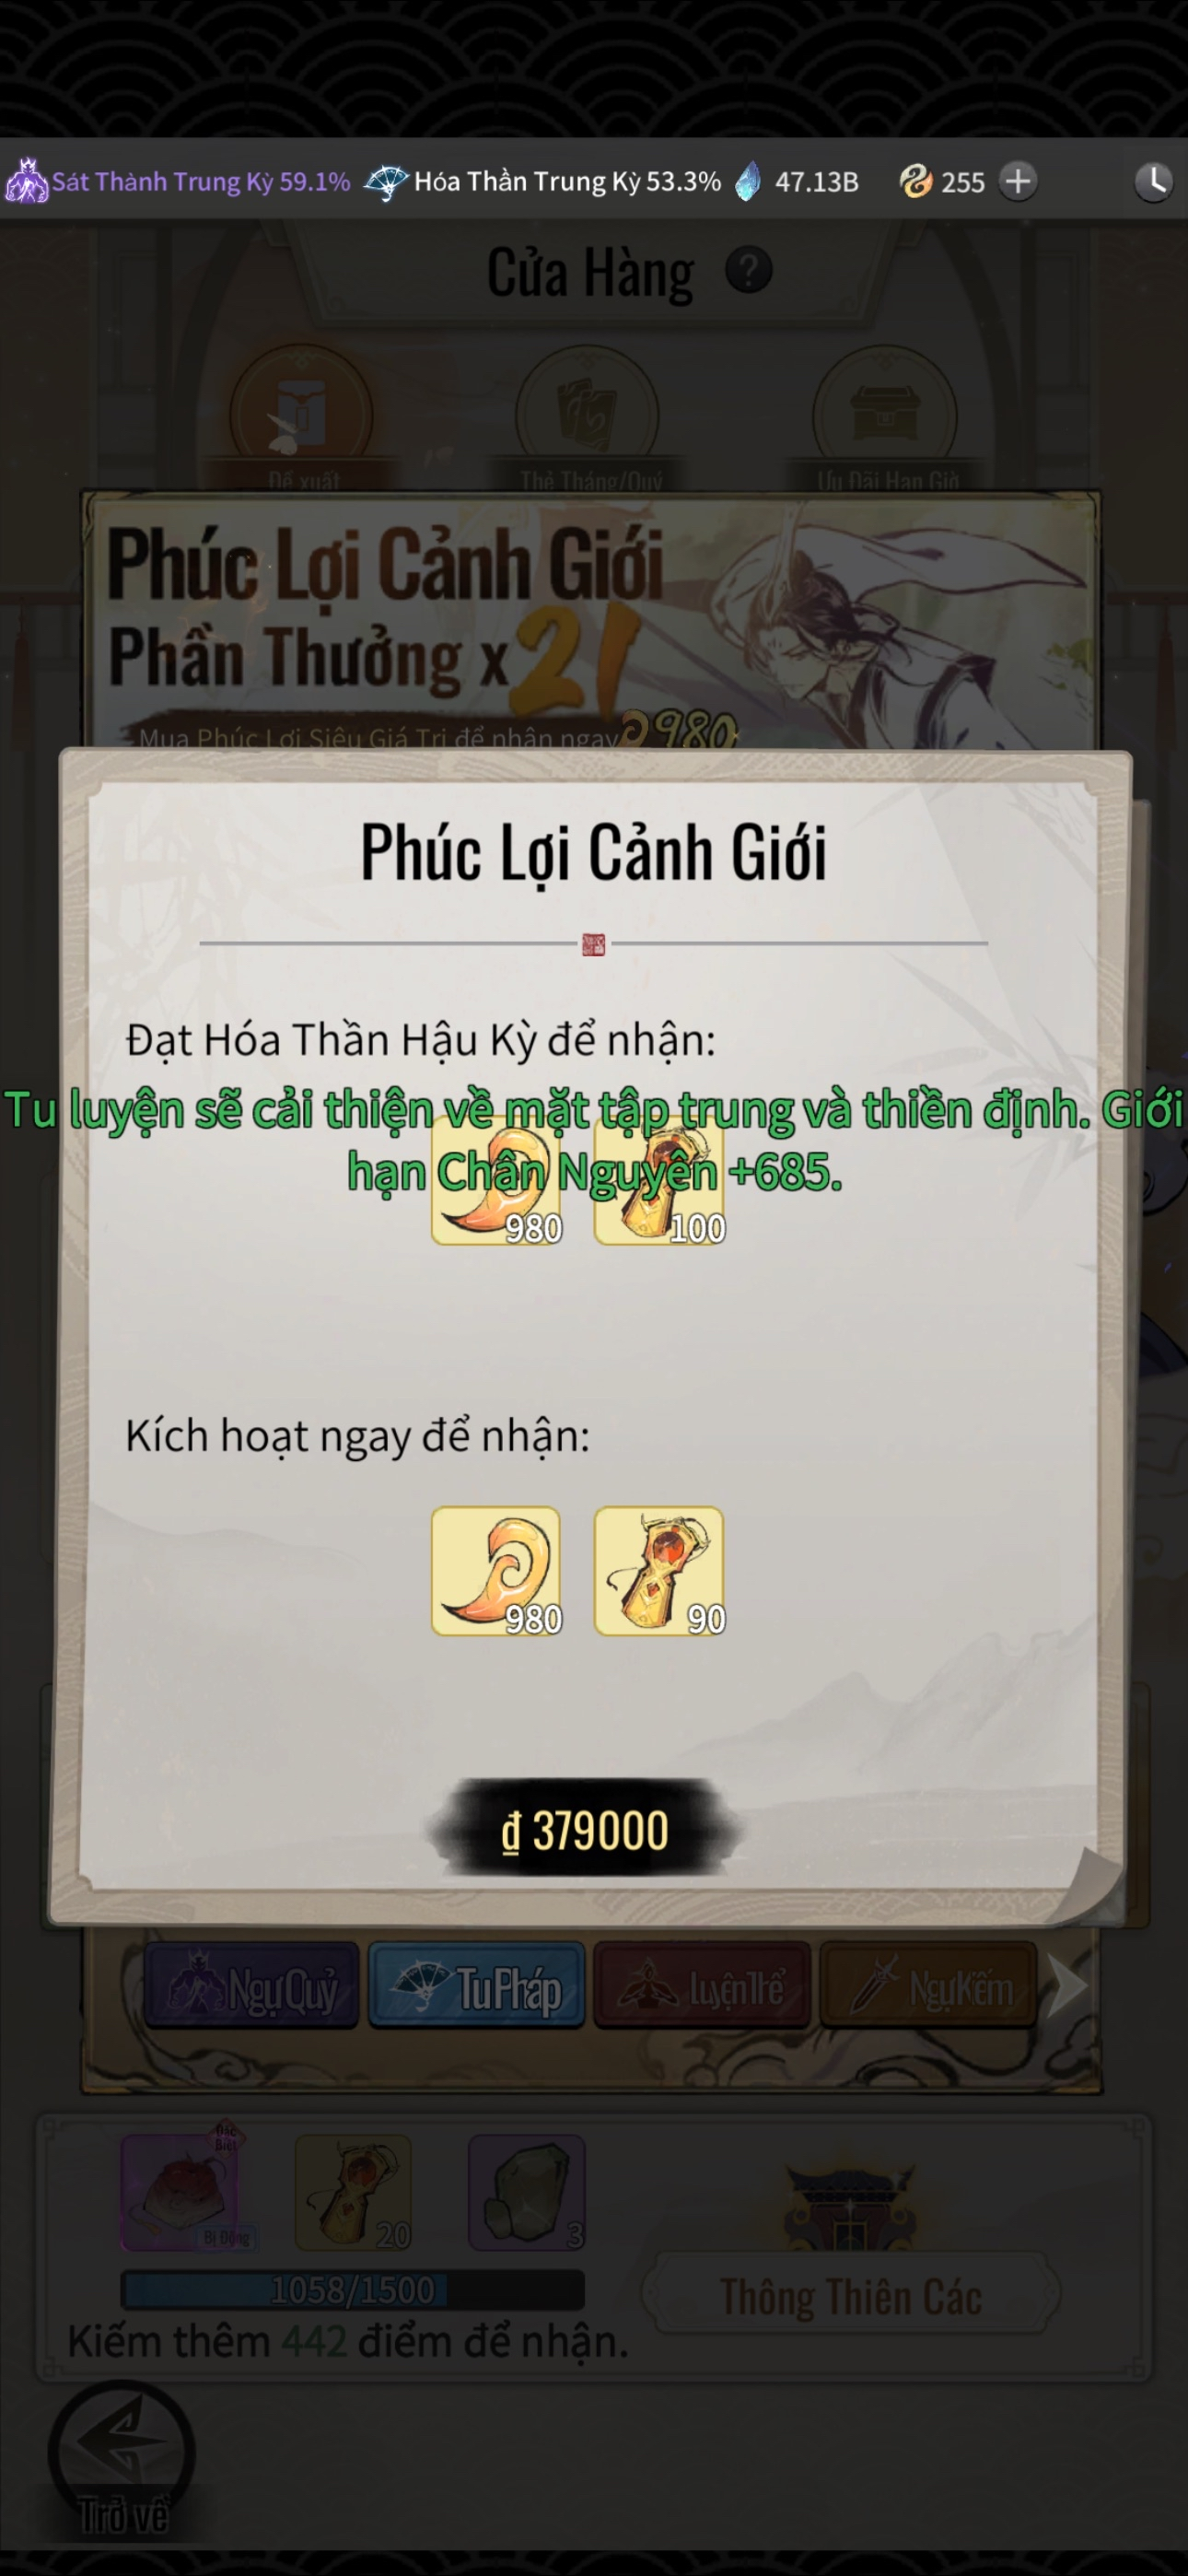 Sát Thành Trung Kỳ 59.1% Hóa Thần Trung Kỳ 53.3% 47.13B 255
Cửa Hàng ?
Đề xuất Thẻ Tháng/Quý Ưu Đãi Hạn Giờ
Phúc Lợi Cảnh Giới
Phần Thưởng x21
Mua Phúc Lợi Siêu Giá Trị để nhận ngay 980
Phúc Lợi Cảnh Giới
Đạt Hóa Thần Hậu Kỳ để nhận:
Tu luyện sẽ cải thiện về mặt tập trung và thiền định. Giới
hạn Chân Nguyên +685.
980 100
Kích hoạt ngay để nhận:
980 90
₫ 379000
Ngự Quỷ Tu Pháp Luyện Thể Ngự Kiếm
Đặc
Biệt
Bị Động 20 3
1058/1500
Thông Thiên Các
Kiếm thêm 442 điểm để nhận.
Trở về